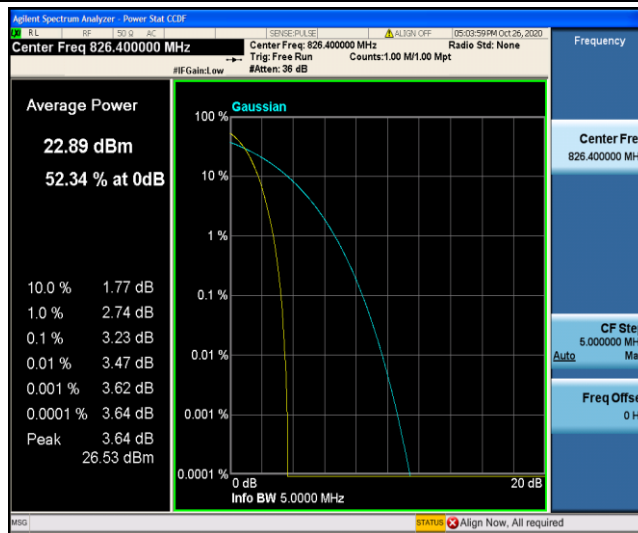 Agilent Spectrum Analyzer - Power Stat CCDF
RL RF 50 Ω AC SENSE:PULSE ALIGN OFF 05:03:59 PM Oct 26, 2020
Center Freq 826.400000 MHz
Center Freq: 826.400000 MHz Radio Std: None
Trig: Free Run Counts:1.00 M/1.00 Mpt
#IFGain:Low #Atten: 36 dB
Frequency
Average Power
22.89 dBm
52.34 % at 0dB
10.0 % 1.77 dB
1.0 % 2.74 dB
0.1 % 3.23 dB
0.01 % 3.47 dB
0.001 % 3.62 dB
0.0001 % 3.64 dB
Peak 3.64 dB
26.53 dBm
Gaussian
100 %
10 %
1 %
0.1 %
0.01 %
0.001 %
0.0001 %
0 dB 20 dB
Info BW 5.0000 MHz
Center Fre
826.400000 MH
CF Ste
5.000000 MH
Auto Ma
Freq Offse
0 H
MSG STATUS Align Now, All required